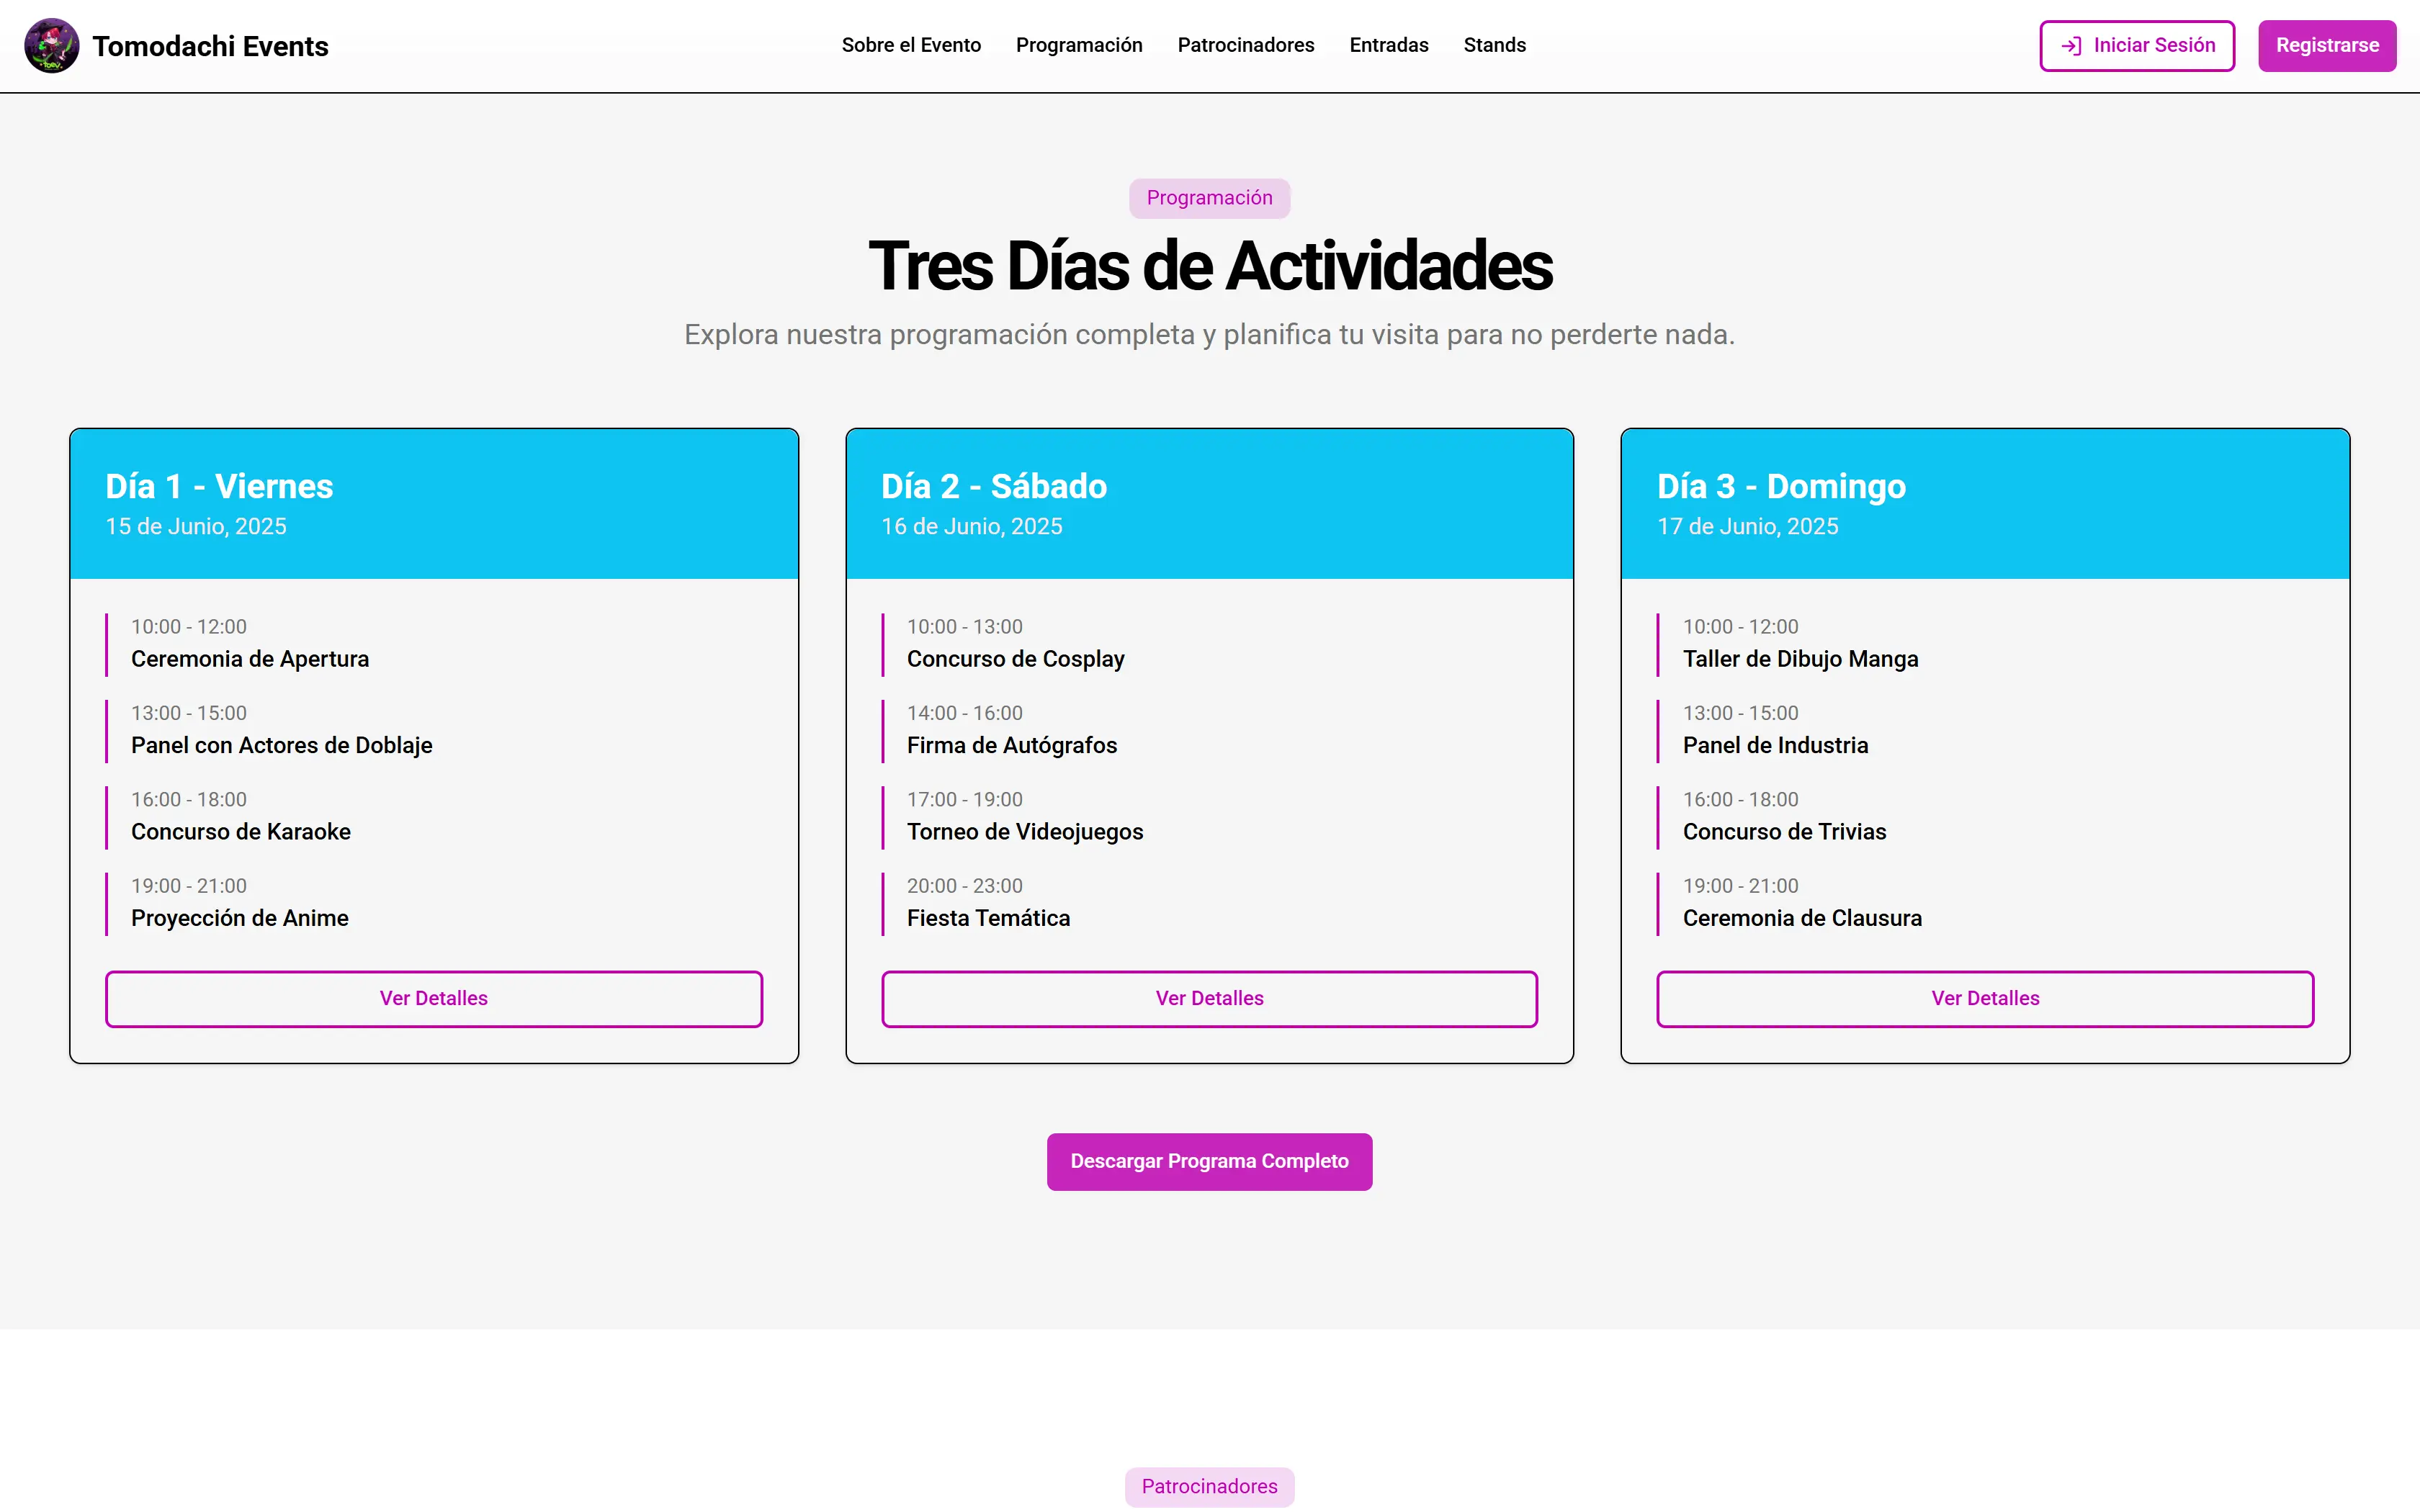 Tomodachi Events
Sobre el Evento
Programación
Patrocinadores
Entradas
Stands
Iniciar Sesión
Registrarse
Programación
Tres Días de Actividades
Explora nuestra programación completa y planifica tu visita para no perderte nada.
Día 1 - Viernes
15 de Junio, 2025
10:00 - 12:00
Ceremonia de Apertura
13:00 - 15:00
Panel con Actores de Doblaje
16:00 - 18:00
Concurso de Karaoke
19:00 - 21:00
Proyección de Anime
Ver Detalles
Día 2 - Sábado
16 de Junio, 2025
10:00 - 13:00
Concurso de Cosplay
14:00 - 16:00
Firma de Autógrafos
17:00 - 19:00
Torneo de Videojuegos
20:00 - 23:00
Fiesta Temática
Ver Detalles
Día 3 - Domingo
17 de Junio, 2025
10:00 - 12:00
Taller de Dibujo Manga
13:00 - 15:00
Panel de Industria
16:00 - 18:00
Concurso de Trivias
19:00 - 21:00
Ceremonia de Clausura
Ver Detalles
Descargar Programa Completo
Patrocinadores